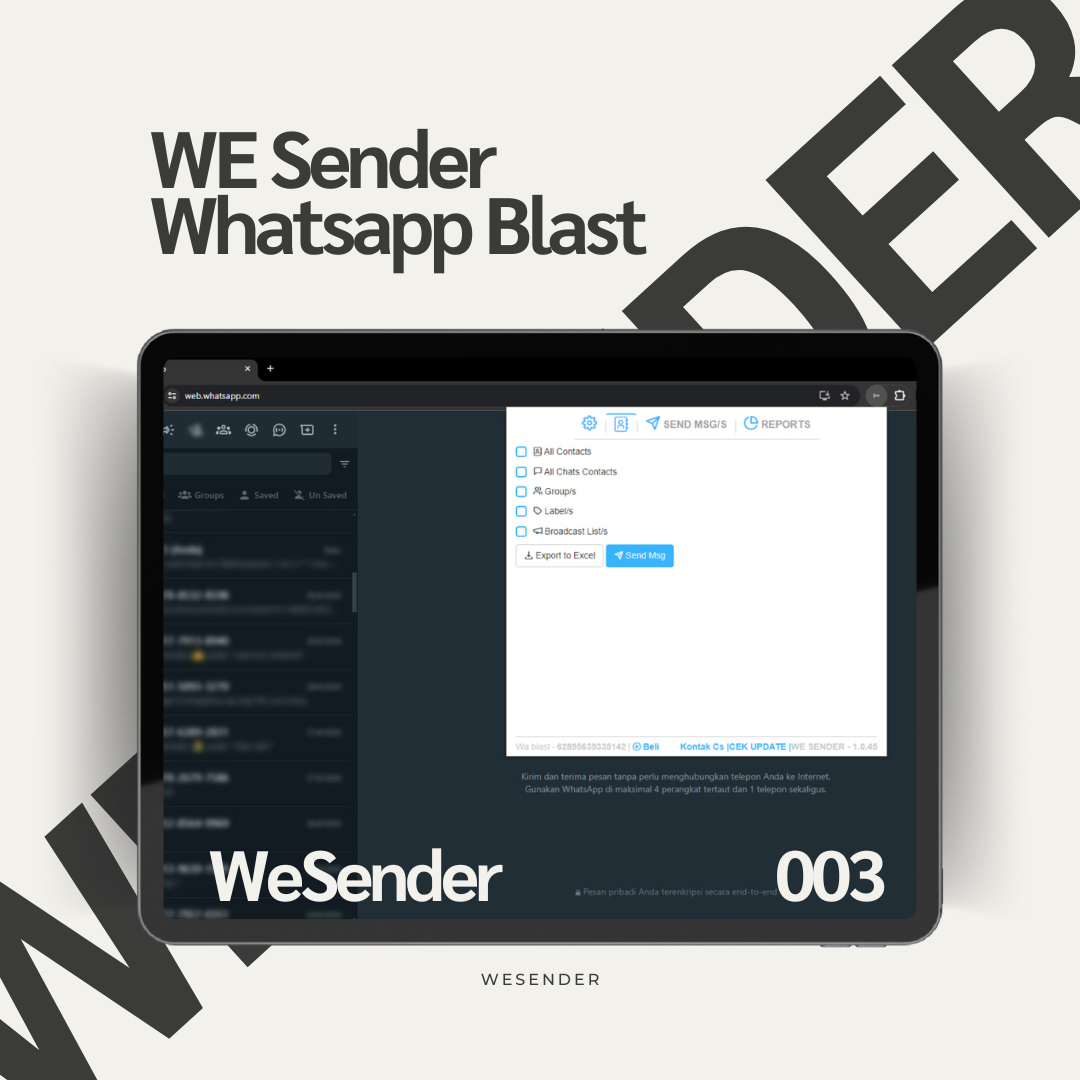 DER
WE Sender
Whatsapp Blast
web.whatsapp.com
SEND MSG/S
REPORTS
All Contacts
All Chats Contacts
Group/s
Label/s
Broadcast List/s
Export to Excel
Send Msg
Groups
Saved
Un Saved
Wa blast - 62895638335142 | Beli
Kontak Cs |CEK UPDATE |WE SENDER - 1.0.45
Kirim dan terima pesan tanpa perlu menghubungkan telepon Anda ke Internet.
Gunakan WhatsApp di maksimal 4 perangkat tertaut dan 1 telepon sekaligus.
Pesan pribadi Anda terenkripsi secara end-to-end
WeSender
003
WESENDER